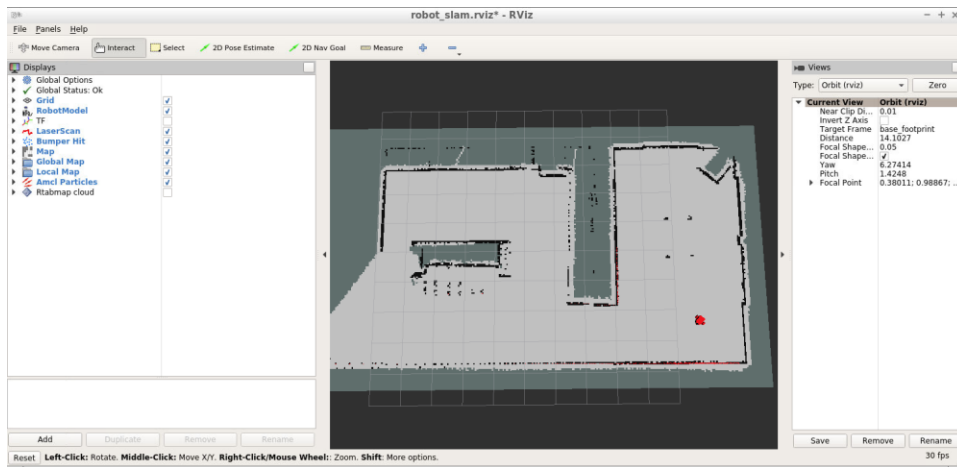 robot_slam.rviz* - RViz
File Panels Help
Move Camera Interact Select 2D Pose Estimate 2D Nav Goal Measure
Displays
Global Options
Global Status: Ok
Grid
RobotModel
TF
LaserScan
Bumper Hit
Map
Global Map
Local Map
Amcl Particles
Rtabmap cloud
Add Duplicate Remove Rename
Views
Type: Orbit (rviz) Zero
Current View Orbit (rviz)
Near Clip Di... 0.01
Invert Z Axis
Target Frame base_footprint
Distance 14.1027
Focal Shape... 0.05
Focal Shape...
Yaw 6.27414
Pitch 1.4248
Focal Point 0.38011; 0.98867; ...
Save Remove Rename
Reset Left-Click: Rotate. Middle-Click: Move X/Y. Right-Click/Mouse Wheel:: Zoom. Shift: More options. 30 fps